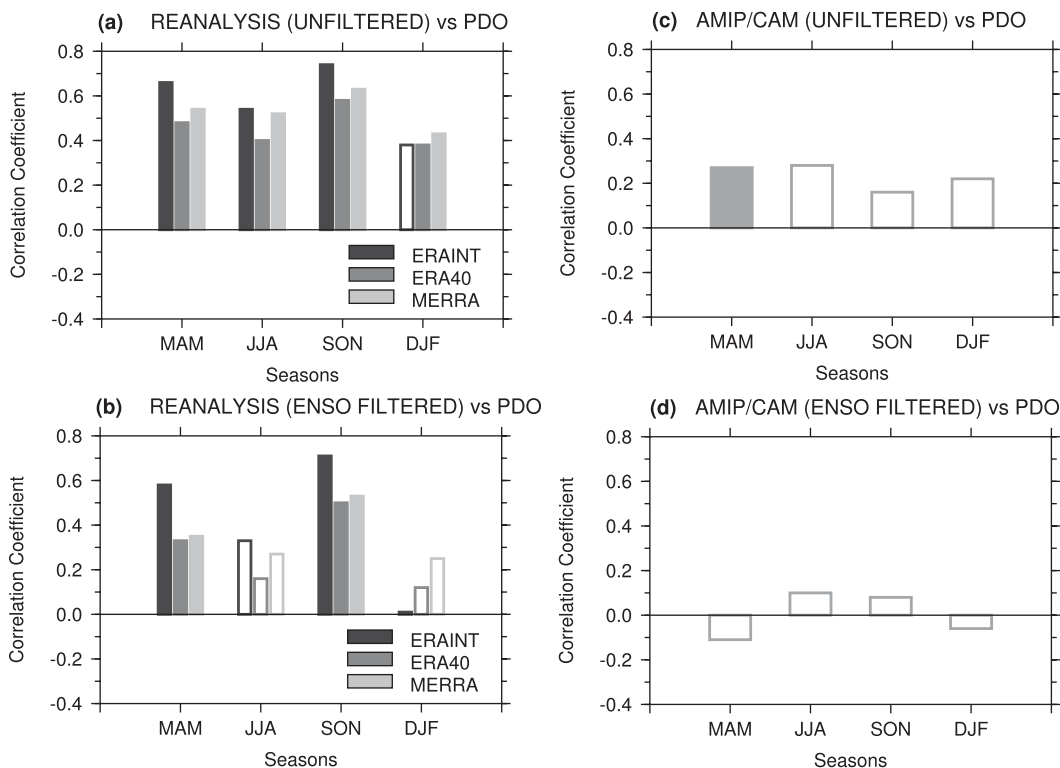 (a) REANALYSIS (UNFILTERED) vs PDO
0.8
0.6
0.4
0.2
0.0
-0.2
-0.4
Correlation Coefficient
ERAINT
ERA40
MERRA
MAM JJA SON DJF
Seasons
(b) REANALYSIS (ENSO FILTERED) vs PDO
0.8
0.6
0.4
0.2
0.0
-0.2
-0.4
Correlation Coefficient
ERAINT
ERA40
MERRA
MAM JJA SON DJF
Seasons
(c) AMIP/CAM (UNFILTERED) vs PDO
0.8
0.6
0.4
0.2
0.0
-0.2
-0.4
Correlation Coefficient
MAM JJA SON DJF
Seasons
(d) AMIP/CAM (ENSO FILTERED) vs PDO
0.8
0.6
0.4
0.2
0.0
-0.2
-0.4
Correlation Coefficient
MAM JJA SON DJF
Seasons